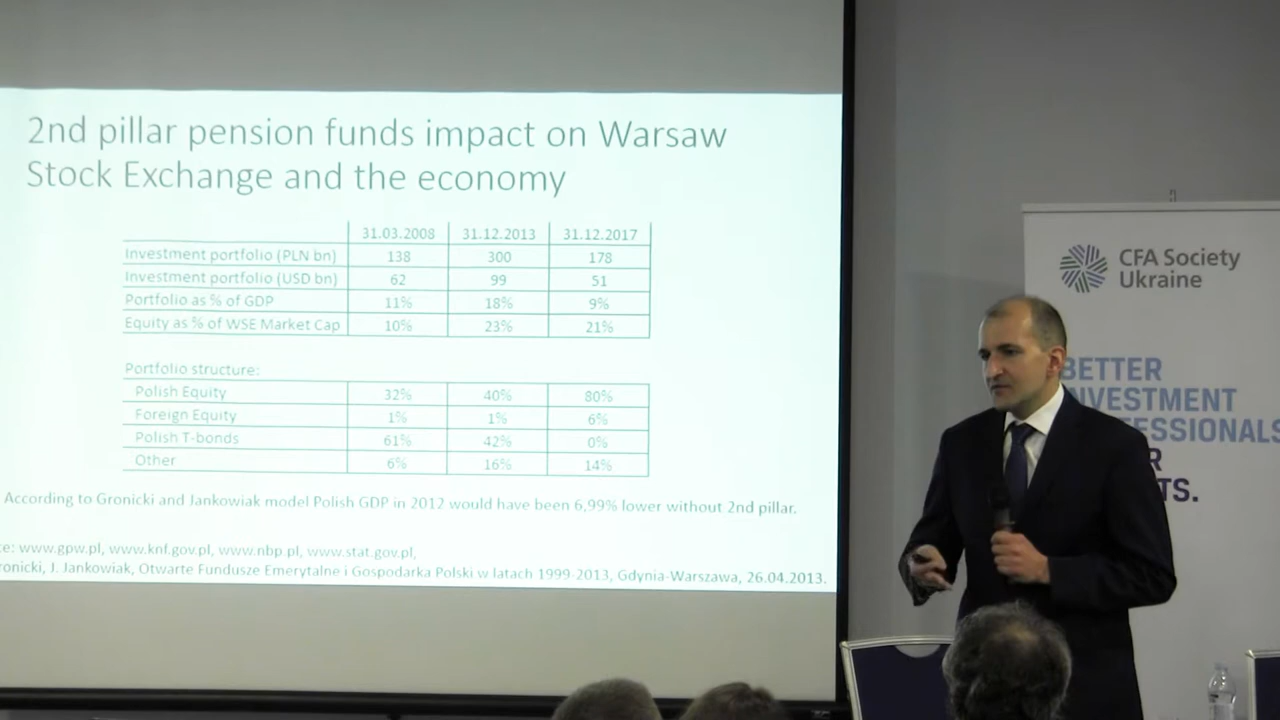 2nd pillar pension funds impact on Warsaw
Stock Exchange and the economy
31.03.2008 31.12.2013 31.12.2017
Investment portfolio (PLN bn) 138 300 178
Investment portfolio (USD bn) 62 99 51
Portfolio as % of GDP 11% 18% 9%
Equity as % of WSE Market Cap 10% 23% 21%
Portfolio structure:
Polish Equity 32% 40% 80%
Foreign Equity 1% 1% 6%
Polish T-bonds 61% 42% 0%
Other 6% 16% 14%
According to Gronicki and Jankowiak model Polish GDP in 2012 would have been 6,99% lower without 2nd pillar.
ce: www.gpw.pl, www.knf.gov.pl, www.nbp.pl, www.stat.gov.pl,
ronicki, J. Jankowiak, Otwarte Fundusze Emerytalne i Gospodarka Polski w latach 1999-2013, Gdynia-Warszawa, 26.04.2013.
CFA Society
Ukraine
BETTER
NVESTMENT
FESSIONALS
R
TS.